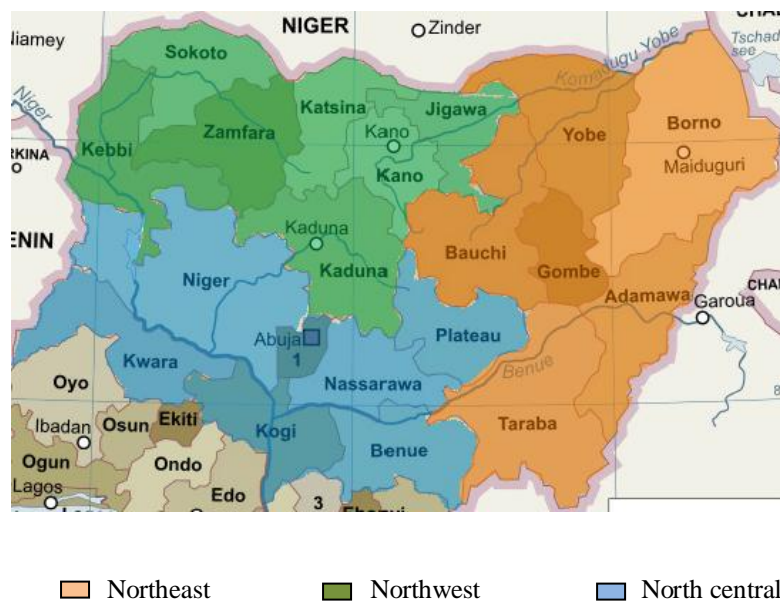 NIGER
Zinder
Niamey
Tschad
see
Sokoto
Komadugu Yobe
Katsina
Jigawa
Niger
Zamfara
Kano
Yobe
Borno
Kebbi
Maiduguri
Kano
Kaduna
Bauchi
Kaduna
Niger
Gombe
Adamawa
Garoua
Abuja
Plateau
1
Kwara
Benue
Nassarawa
Oyo
Ibadan
Osun
Ekiti
Kogi
Taraba
Benue
Ogun
Ondo
Lagos
Edo
3
Northeast
Northwest
North central